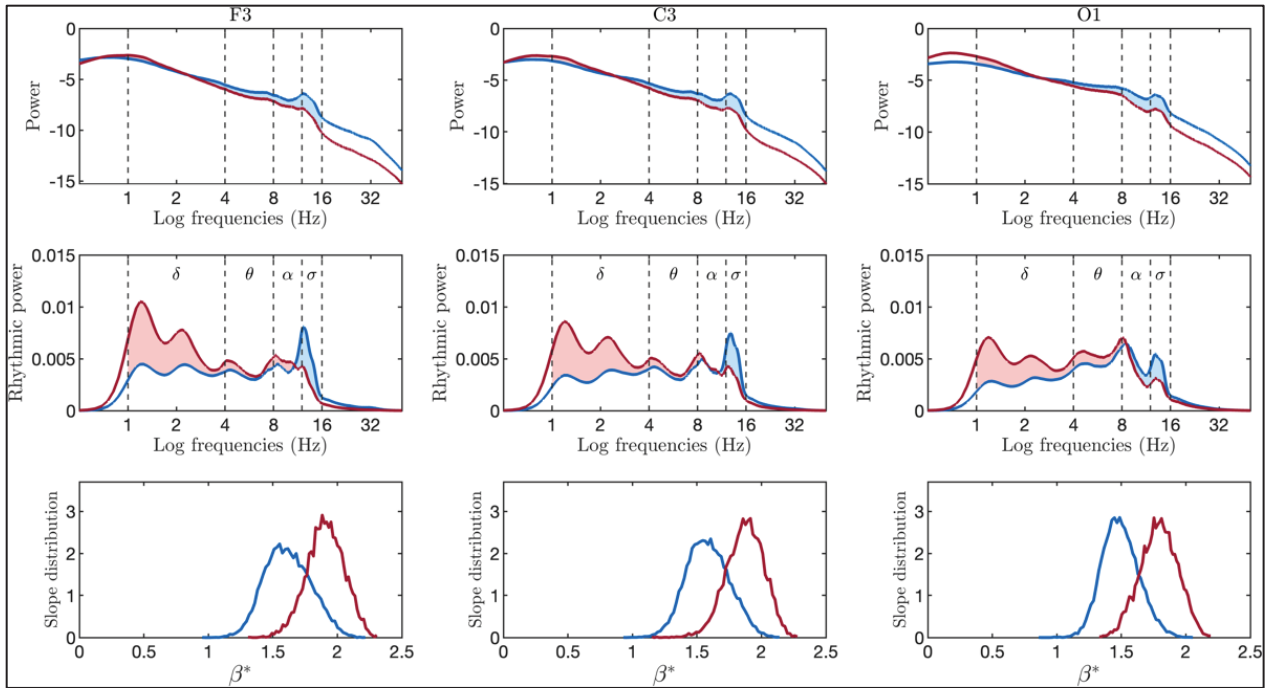 F3 C3 O1
0 0 0
-5 -5 -5
-10 -10 -10
-15 -15 -15
Power Power Power
1 2 4 8 16 32 1 2 4 8 16 32 1 2 4 8 16 32
Log frequencies (Hz) Log frequencies (Hz) Log frequencies (Hz)
0.015 0.015 0.015
δ θ α σ δ θ α σ δ θ α σ
0.01 0.01 0.01
0.005 0.005 0.005
0 0 0
Rhythmic power Rhythmic power Rhythmic power
1 2 4 8 16 32 1 2 4 8 16 32 1 2 4 8 16 32
Log frequencies (Hz) Log frequencies (Hz) Log frequencies (Hz)
3 3 3
2 2 2
1 1 1
0 0 0
Slope distribution Slope distribution Slope distribution
0 0.5 1 1.5 2 2.5 0 0.5 1 1.5 2 2.5 0 0.5 1 1.5 2 2.5
β* β* β*